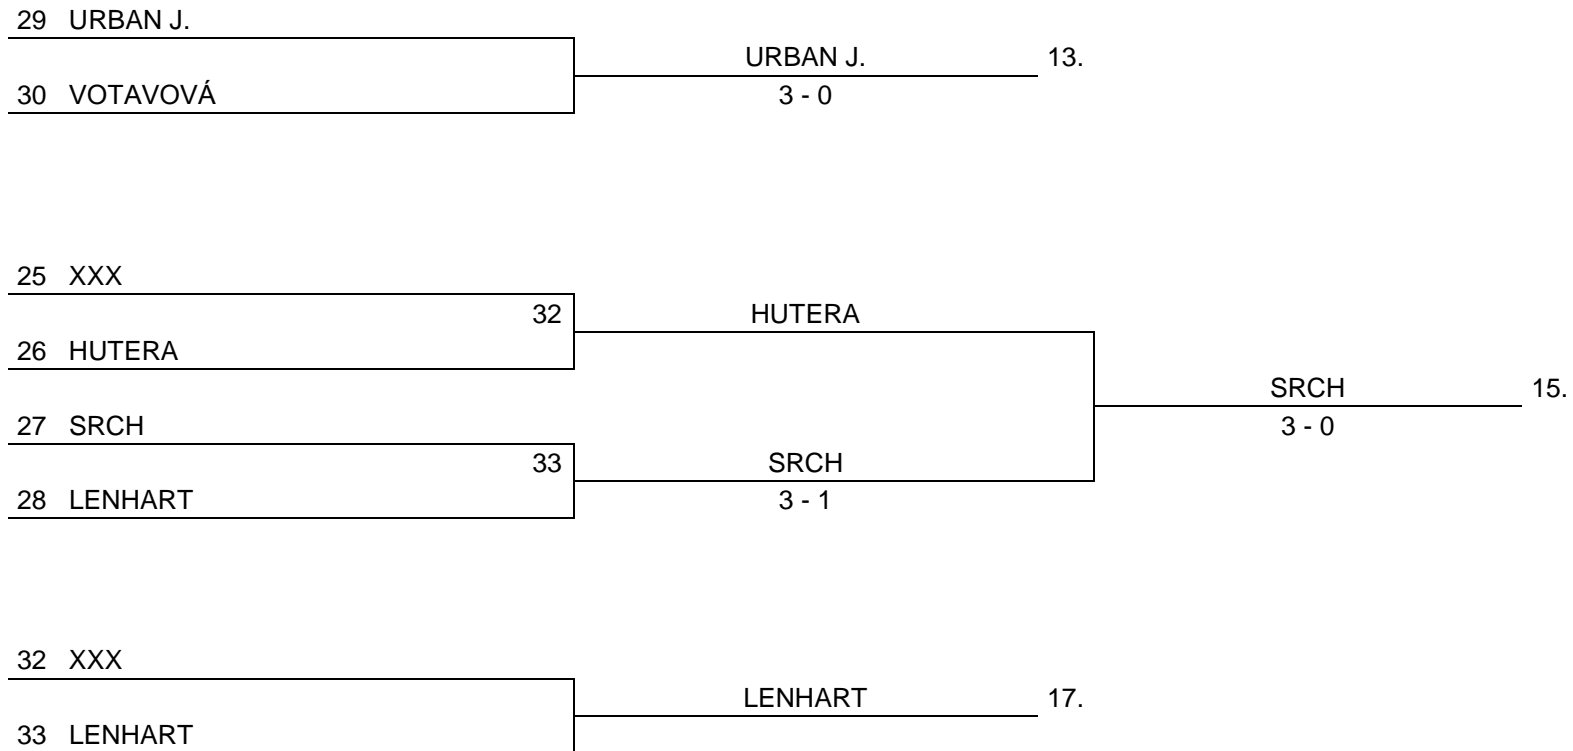 29 URBAN J.
URBAN J. 13.
30 VOTAVOVÁ
3 - 0
25 XXX
32 HUTERA
26 HUTERA
SRCH 15.
27 SRCH
3 - 0
33 SRCH
28 LENHART
3 - 1
32 XXX
LENHART 17.
33 LENHART